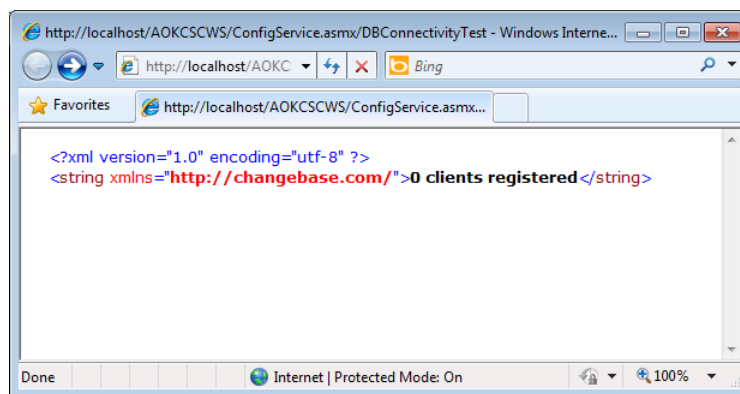 http://localhost/AOKCSCWS/ConfigService.asmx/DBConnectivityTest - Windows Interne...
http://localhost/AOKC
Bing
Favorites
http://localhost/AOKCSCWS/ConfigService.asmx...
<?xml version="1.0" encoding="utf-8" ?>
<string xmlns="http://changebase.com/">0 clients registered</string>
Done
Internet | Protected Mode: On
100%